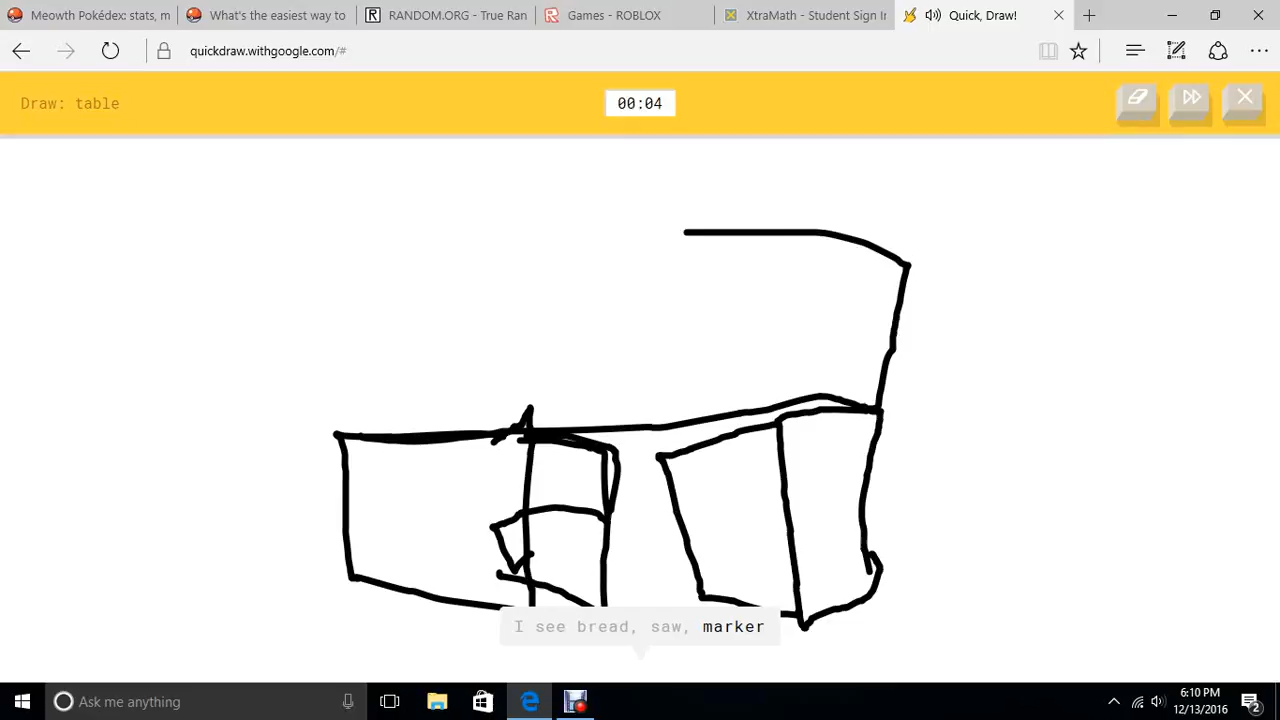 Meowth Pokédex: stats, m
What's the easiest way to
RANDOM.ORG - True Ran
Games - ROBLOX
XtraMath - Student Sign In
Quick, Draw!
quickdraw.withgoogle.com/#
Draw: table
00:04
I see bread, saw, marker
Ask me anything
6:10 PM
12/13/2016
2